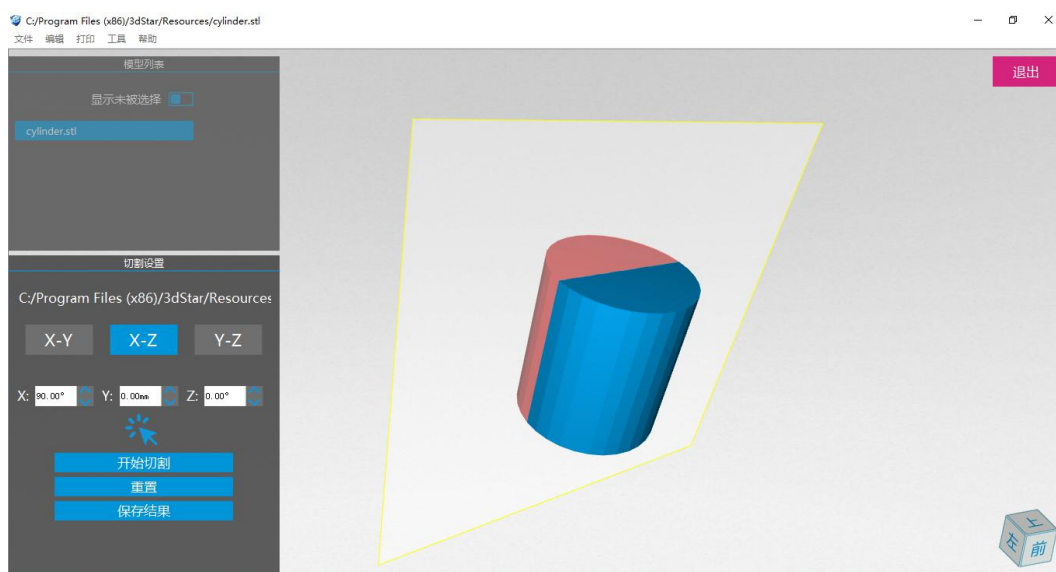 C:/Program Files (x86)/3dStar/Resources/cylinder.stl
文件 编辑 打印 工具 帮助
模型列表
退出
显示未被选择
cylinder.stl
切割设置
C:/Program Files (x86)/3dStar/Resources
X-Y X-Z Y-Z
X: 90.00° Y: 0.00mm Z: 0.00°
开始切割
重置
保存结果
上
左 前